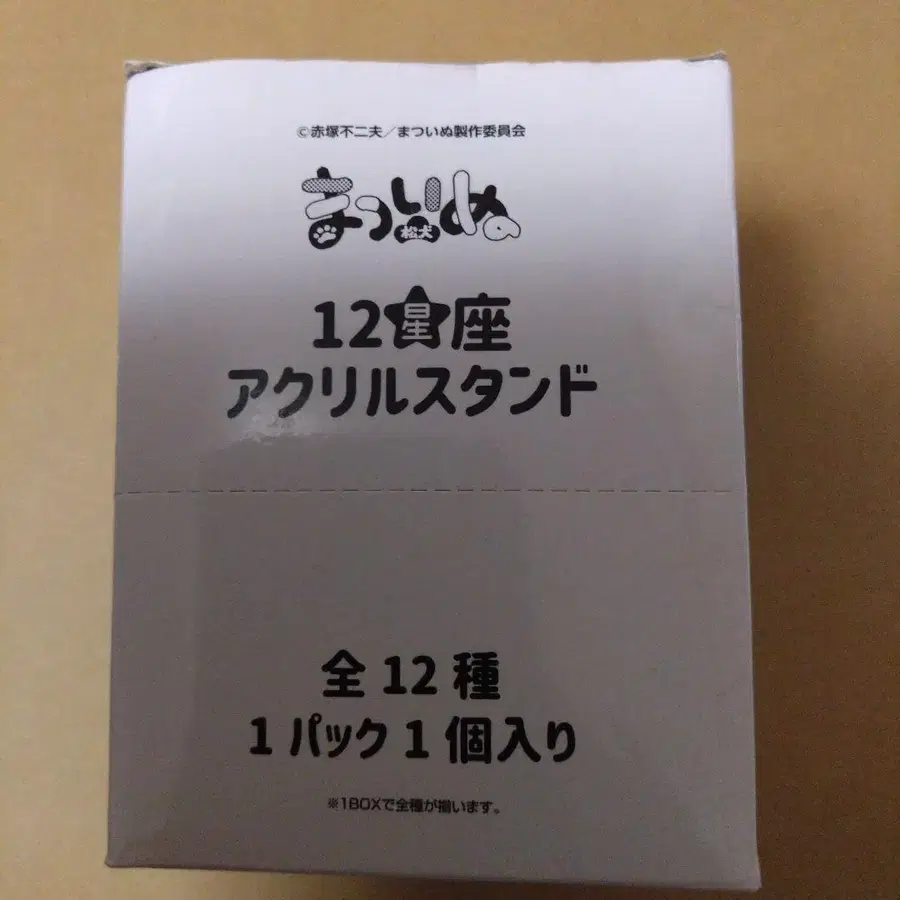 ©赤塚不二夫／まついぬ製作委員会
まついぬ
松犬
12星座
アクリルスタンド
全12種
1パック1個入り
※1BOXで全種が揃います。